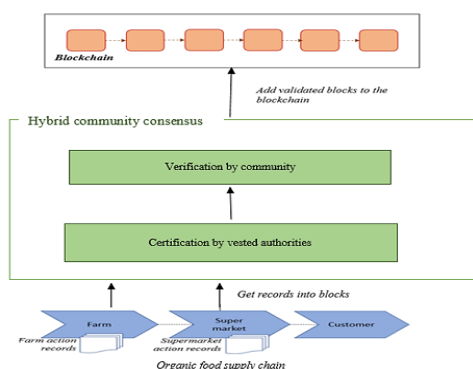 Blockchain
Add validated blocks to the
blockchain
Hybrid community consensus
Verification by community
Certification by vested authorities
Get records into blocks
Farm
Super
market
Customer
Farm action
records
Supermarket
action records
Organic food supply chain